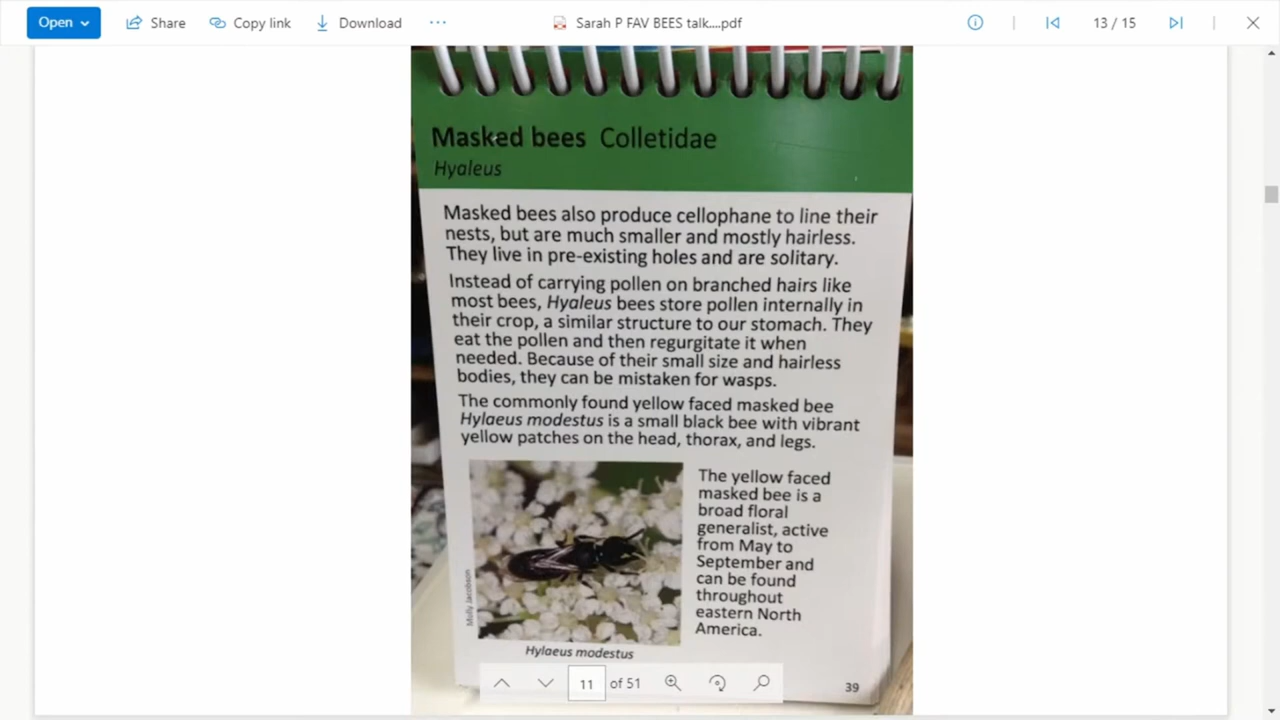 Open
Share
Copy link
Download
Sarah P FAV BEES talk....pdf
13 / 15
Masked bees Colletidae
Hyaleus
Masked bees also produce cellophane to line their
nests, but are much smaller and mostly hairless.
They live in pre-existing holes and are solitary.
Instead of carrying pollen on branched hairs like
most bees, Hyaleus bees store pollen internally in
their crop, a similar structure to our stomach. They
eat the pollen and then regurgitate it when
needed. Because of their small size and hairless
bodies, they can be mistaken for wasps.
The commonly found yellow faced masked bee
Hylaeus modestus is a small black bee with vibrant
yellow patches on the head, thorax, and legs.
The yellow faced
masked bee is a
broad floral
generalist, active
from May to
September and
can be found
throughout
eastern North
America.
Molly Jacobson
Hylaeus modestus
11 of 51
39